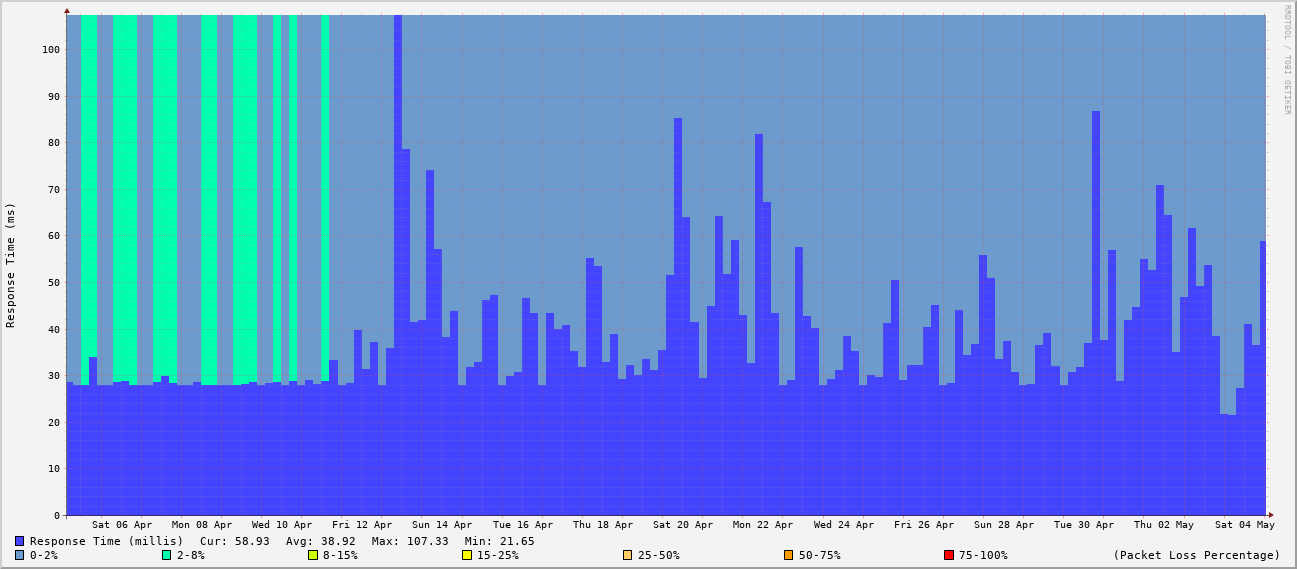 RRDTOOL / TOBI OETIKER
Response Time (ms)
100
90
80
70
60
50
40
30
20
10
0
Sat 06 Apr Mon 08 Apr Wed 10 Apr Fri 12 Apr Sun 14 Apr Tue 16 Apr Thu 18 Apr Sat 20 Apr Mon 22 Apr Wed 24 Apr Fri 26 Apr Sun 28 Apr Tue 30 Apr Thu 02 May Sat 04 May
Response Time (millis) Cur: 58.93 Avg: 38.92 Max: 107.33 Min: 21.65
0-2% 2-8% 8-15% 15-25% 25-50% 50-75% 75-100% (Packet Loss Percentage)